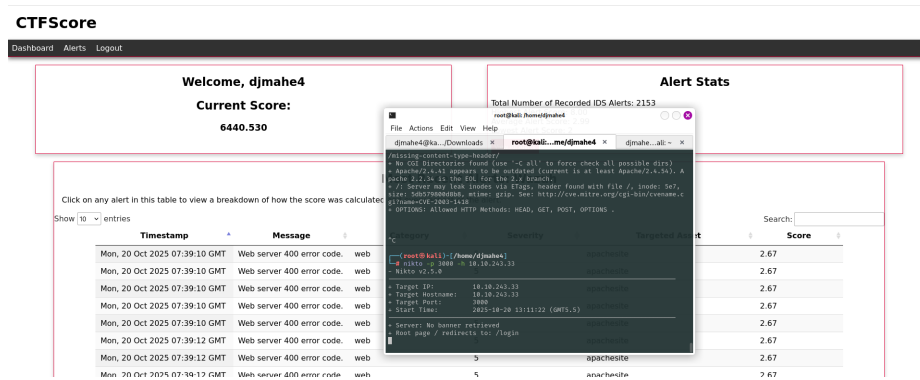 CTFScore
Dashboard Alerts Logout
Welcome, djmahe4
Current Score:
6440.530
Alert Stats
Total Number of Recorded IDS Alerts: 2153
root@kali: /home/djmahe4
File Actions Edit View Help
djmahe4@ka.../Downloads × root@kali:...me/djmahe4 × djmahe...ali: ~ ×
/missing-content-type-header/
+ No CGI Directories found (use '-C all' to force check all possible dirs)
+ Apache/2.4.41 appears to be outdated (current is at least Apache/2.4.54). A
pache 2.2.34 is the EOL for the 2.x branch.
+ /: Server may leak inodes via ETags, header found with file /, inode: 5e7,
size: 5db579800d8b8, mtime: gzip. See: http://cve.mitre.org/cgi-bin/cvename.c
gi?name=CVE-2003-1418
+ OPTIONS: Allowed HTTP Methods: HEAD, GET, POST, OPTIONS .
^C
┌──(root㉿kali)-[/home/djmahe4]
└─# nikto -p 3000 -h 10.10.243.33
- Nikto v2.5.0
+ Target IP: 10.10.243.33
+ Target Hostname: 10.10.243.33
+ Target Port: 3000
+ Start Time: 2025-10-20 13:11:22 (GMT5.5)
+ Server: No banner retrieved
+ Root page / redirects to: /login
Click on any alert in this table to view a breakdown of how the score was calculated
Show 10 entries
Search:
Timestamp Message Category Severity Targeted Asset Score
Mon, 20 Oct 2025 07:39:10 GMT Web server 400 error code. web 2.67
Mon, 20 Oct 2025 07:39:10 GMT Web server 400 error code. web 2.67
Mon, 20 Oct 2025 07:39:10 GMT Web server 400 error code. web 2.67
Mon, 20 Oct 2025 07:39:10 GMT Web server 400 error code. web 2.67
Mon, 20 Oct 2025 07:39:12 GMT Web server 400 error code. web 2.67
Mon, 20 Oct 2025 07:39:12 GMT Web server 400 error code. web 5 apachesite 2.67
Mon, 20 Oct 2025 07:39:12 GMT Web server 400 error code. web 5 apachesite 2.67